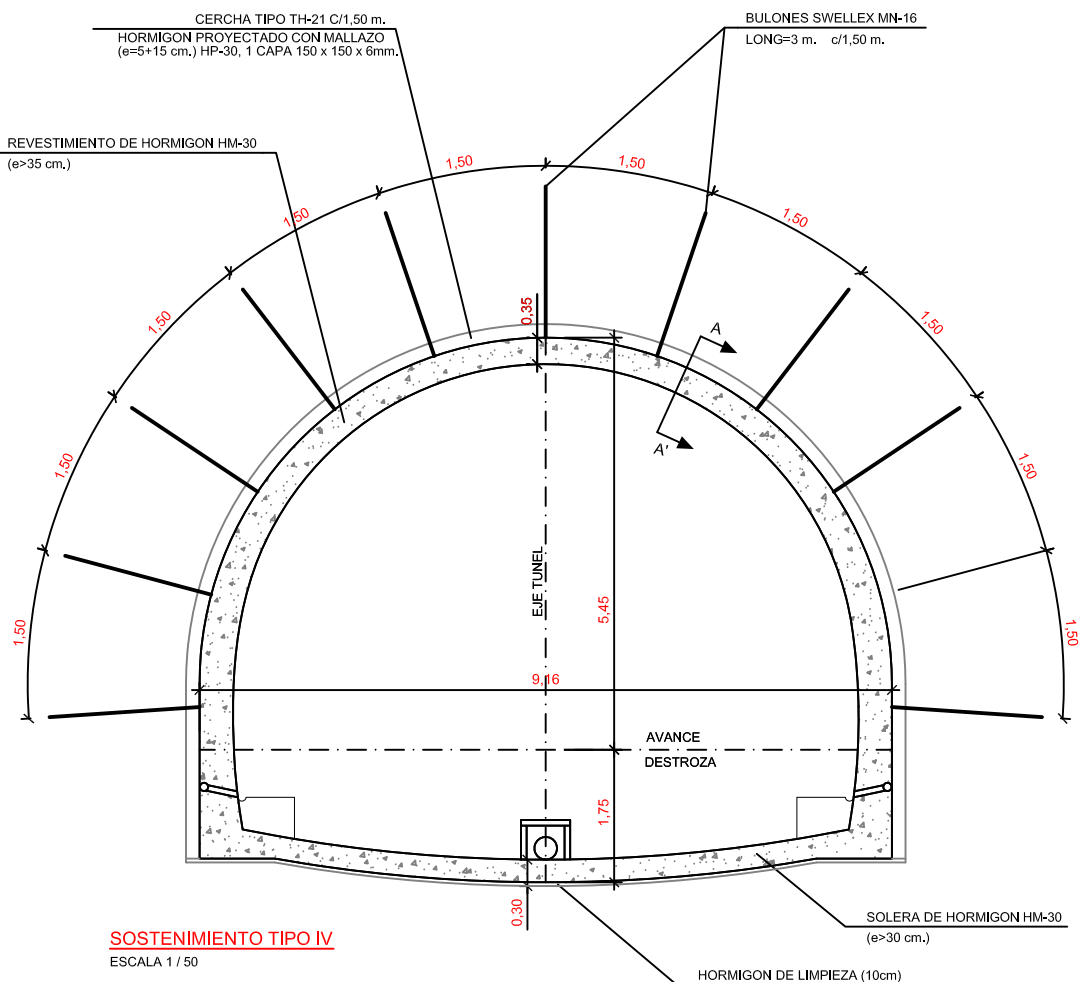 CERCHA TIPO TH-21 C/1,50 m.
HORMIGON PROYECTADO CON MALLAZO
(e=5+15 cm.) HP-30, 1 CAPA 150 x 150 x 6mm.
BULONES SWELLEX MN-16
LONG=3 m. c/1,50 m.
REVESTIMIENTO DE HORMIGON HM-30
(e>35 cm.)
1,50
1,50
1,50
1,50
1,50
1,50
1,50
1,50
1,50
1,50
0,35
A
A'
EJE TUNEL
5,45
9,16
AVANCE
DESTROZA
1,75
0,30
SOLERA DE HORMIGON HM-30
(e>30 cm.)
SOSTENIMIENTO TIPO IV
ESCALA 1 / 50
HORMIGON DE LIMPIEZA (10cm)